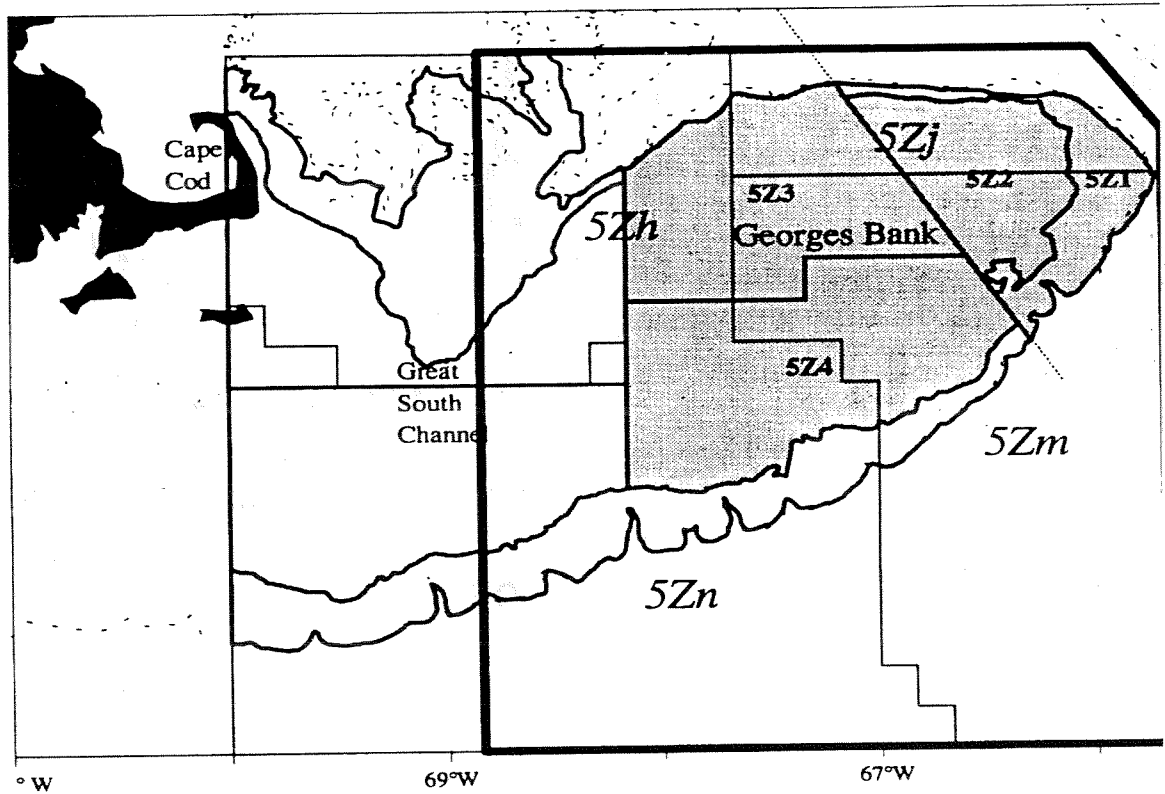 5Zj
Cape
Cod
5Z3
5Z2
5Z1
5Zh
Georges Bank
5Z4
Great
South
Channel
5Zm
5Zn
° W
69°W
67°W